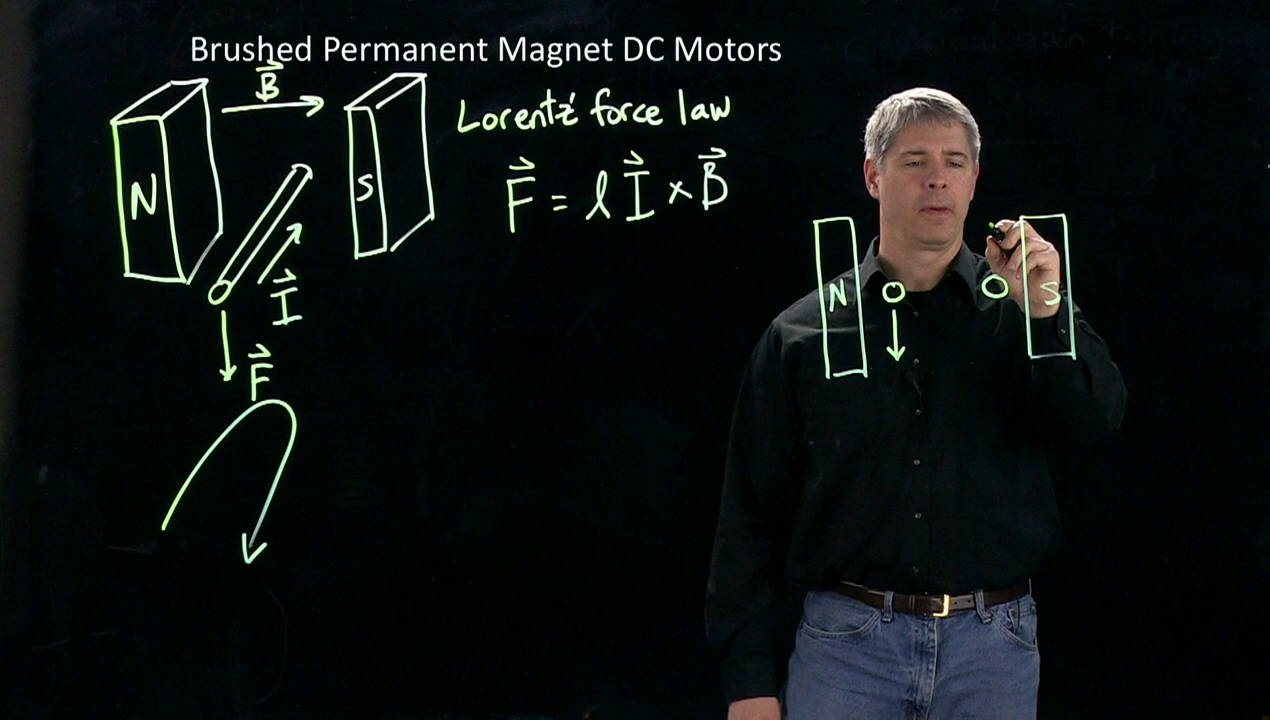 Brushed Permanent Magnet DC Motors
B
Lorentz' force law
N
S
F = l I x B
I
F
N
S